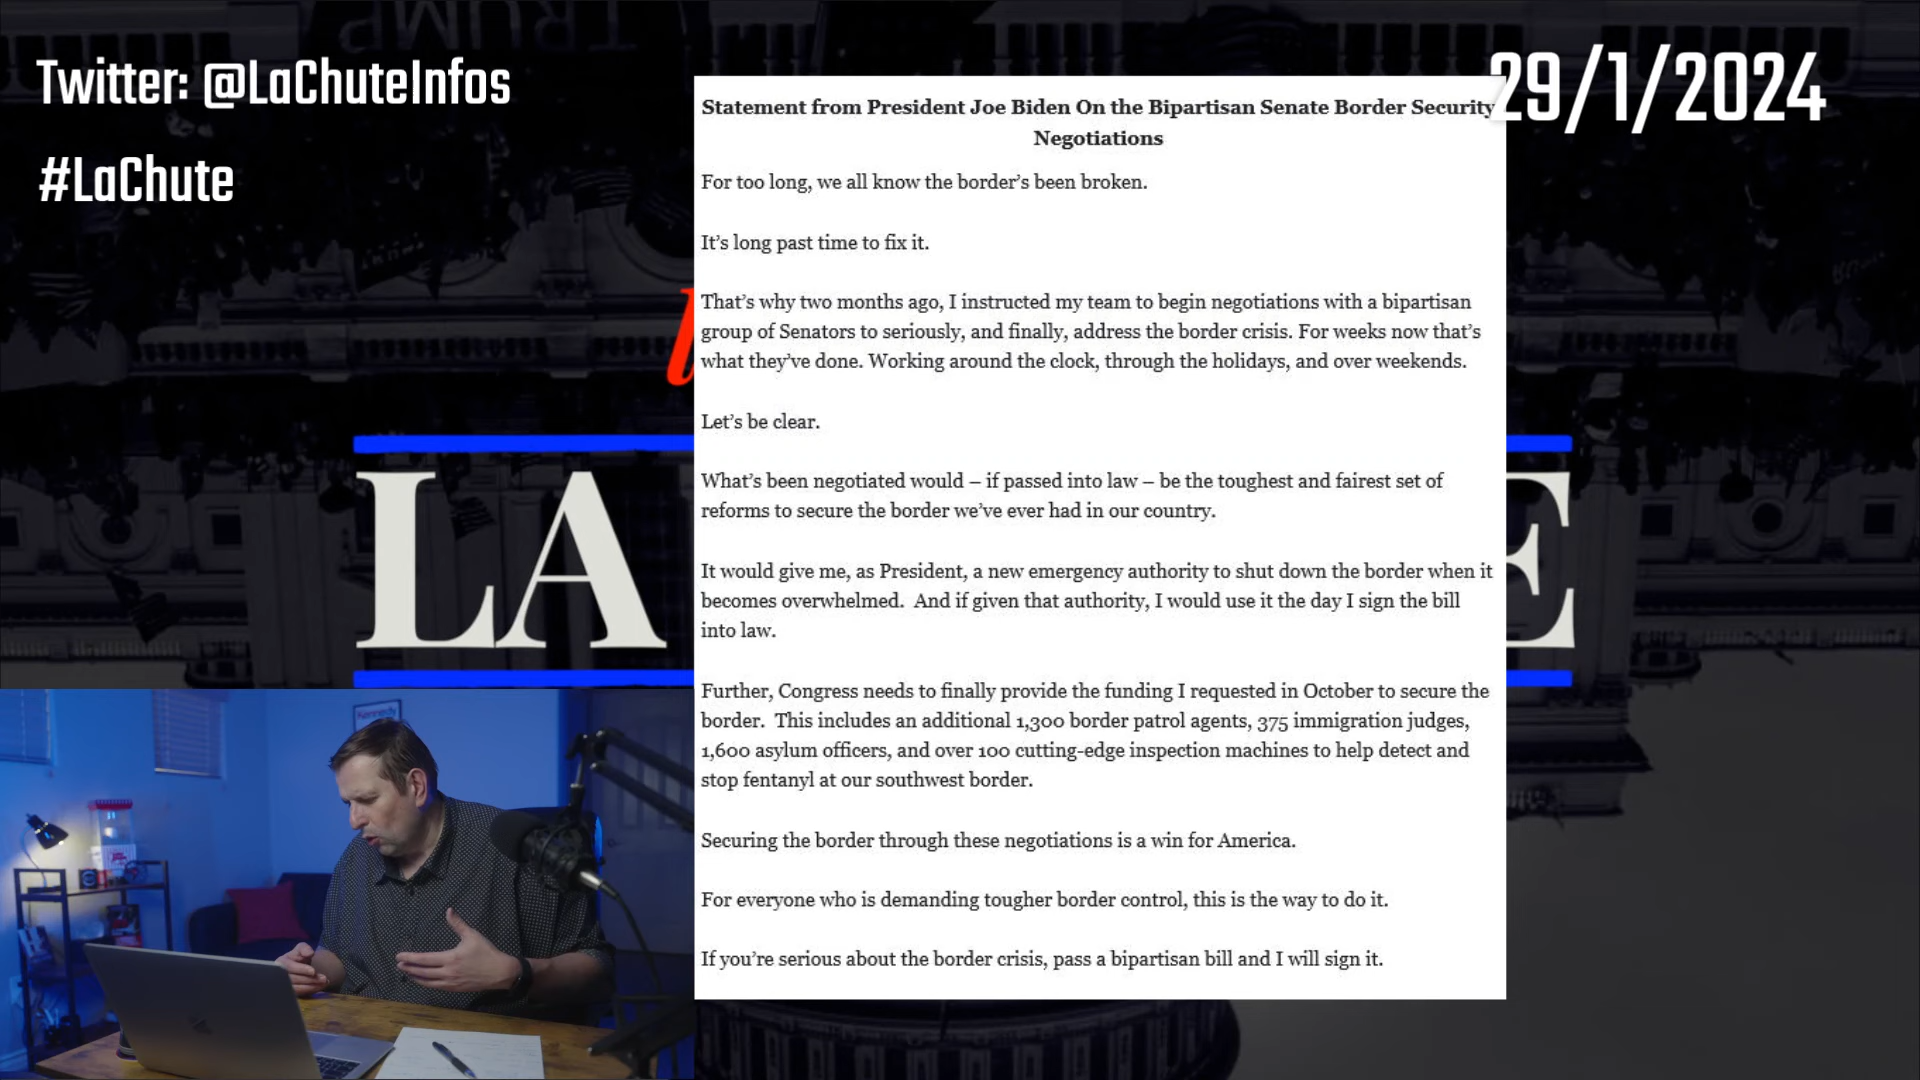 TRUMP
Twitter: @LaChuteInfos
#LaChute
29/1/2024
Statement from President Joe Biden On the Bipartisan Senate Border Security
Negotiations
For too long, we all know the border’s been broken.
It’s long past time to fix it.
That’s why two months ago, I instructed my team to begin negotiations with a bipartisan
group of Senators to seriously, and finally, address the border crisis. For weeks now that’s
what they’ve done. Working around the clock, through the holidays, and over weekends.
Let’s be clear.
What’s been negotiated would – if passed into law – be the toughest and fairest set of
reforms to secure the border we’ve ever had in our country.
It would give me, as President, a new emergency authority to shut down the border when it
becomes overwhelmed.  And if given that authority, I would use it the day I sign the bill
into law.
Further, Congress needs to finally provide the funding I requested in October to secure the
border.  This includes an additional 1,300 border patrol agents, 375 immigration judges,
1,600 asylum officers, and over 100 cutting-edge inspection machines to help detect and
stop fentanyl at our southwest border.
Securing the border through these negotiations is a win for America.
For everyone who is demanding tougher border control, this is the way to do it.
If you’re serious about the border crisis, pass a bipartisan bill and I will sign it.
LA E
Kennedy